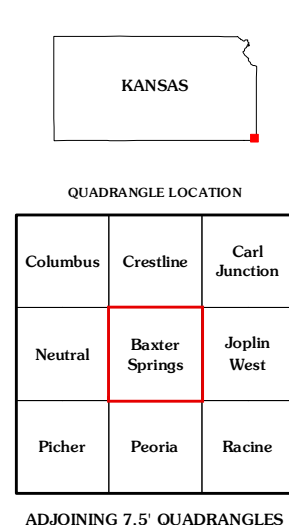 KANSAS
QUADRANGLE LOCATION
Columbus
Crestline
Carl
Junction
Neutral
Baxter
Springs
Joplin
West
Picher
Peoria
Racine
ADJOINING 7.5' QUADRANGLES